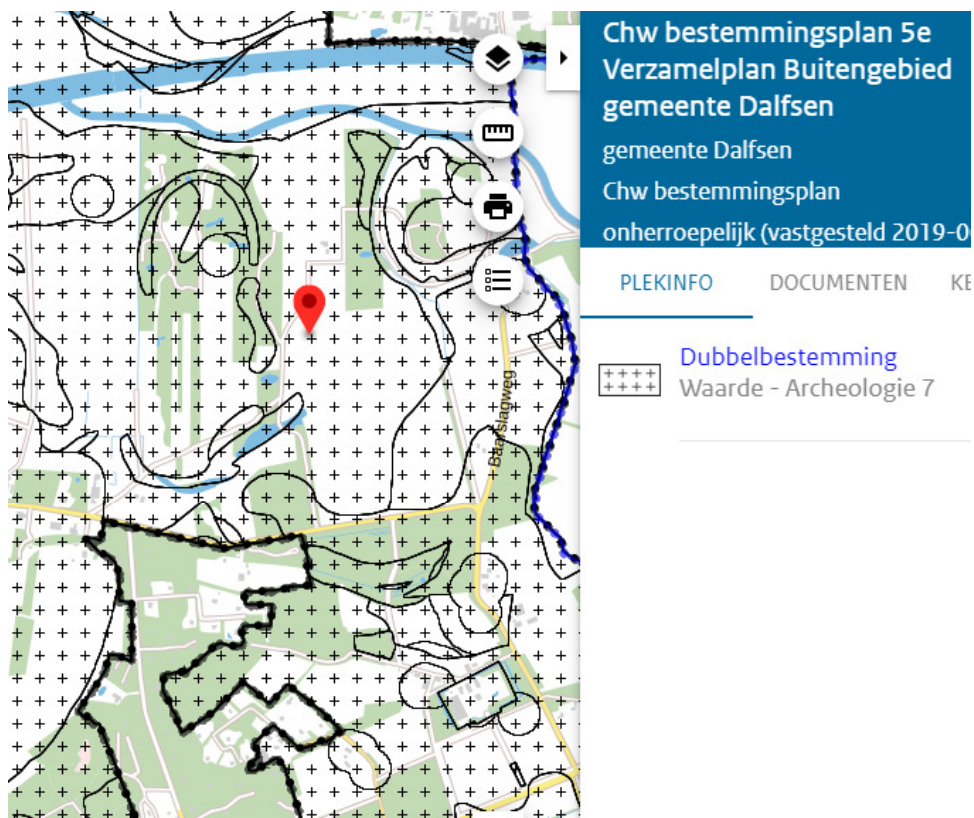 Chw bestemmingsplan 5e
Verzamelplan Buitengebied
gemeente Dalfsen
gemeente Dalfsen
Chw bestemmingsplan
onherroepelijk (vastgesteld 2019-0
PLEKINFO DOCUMENTEN KE
Dubbelbestemming
Waarde - Archeologie 7
Baarslagweg